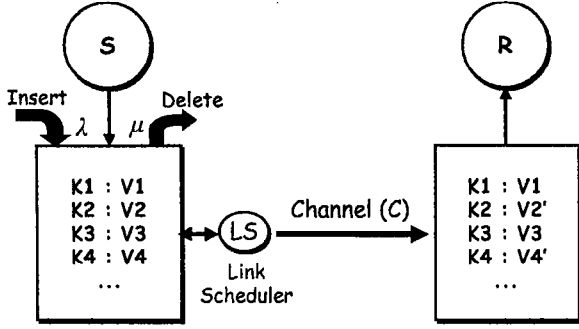 S
R
Insert
λ
μ
Delete
K1 : V1
K2 : V2
K3 : V3
K4 : V4
...
LS
Link
Scheduler
Channel (C)
K1 : V1
K2 : V2'
K3 : V3
K4 : V4'
...